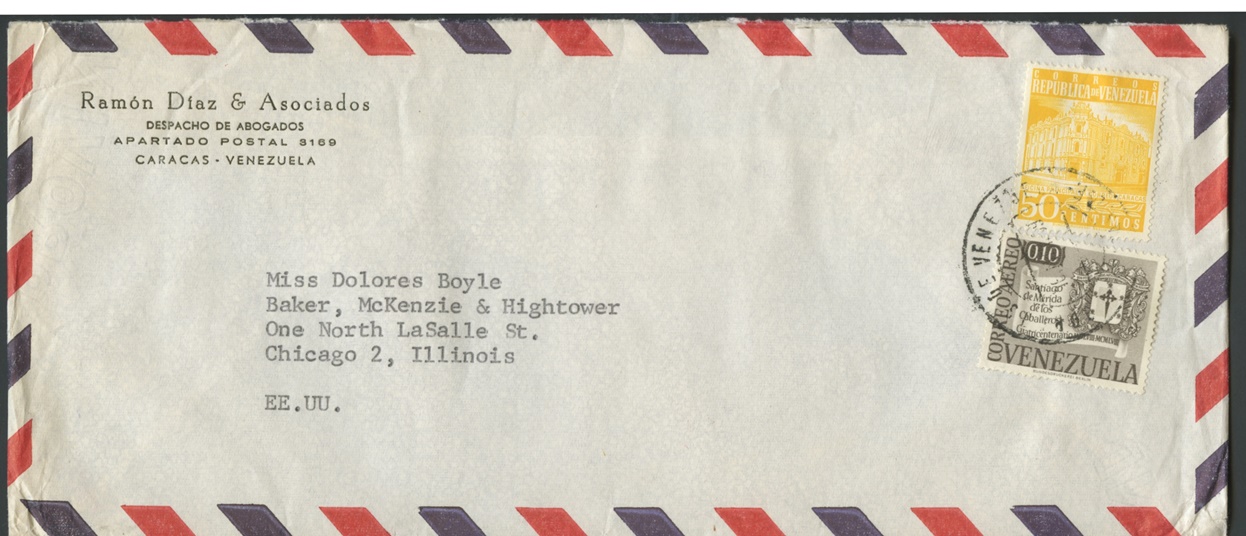 Ramón Díaz & Asociados
DESPACHO DE ABOGADOS
APARTADO POSTAL 3169
CARACAS - VENEZUELA
CORREOS
REPUBLICA DE VENEZUELA
50 CENTIMOS
Miss Dolores Boyle
Baker, McKenzie & Hightower
One North LaSalle St.
Chicago 2, Illinois
EE.UU.
CORREO AEREO
0,10
Santiago
de Mérida
de los
Caballeros
VENEZUELA